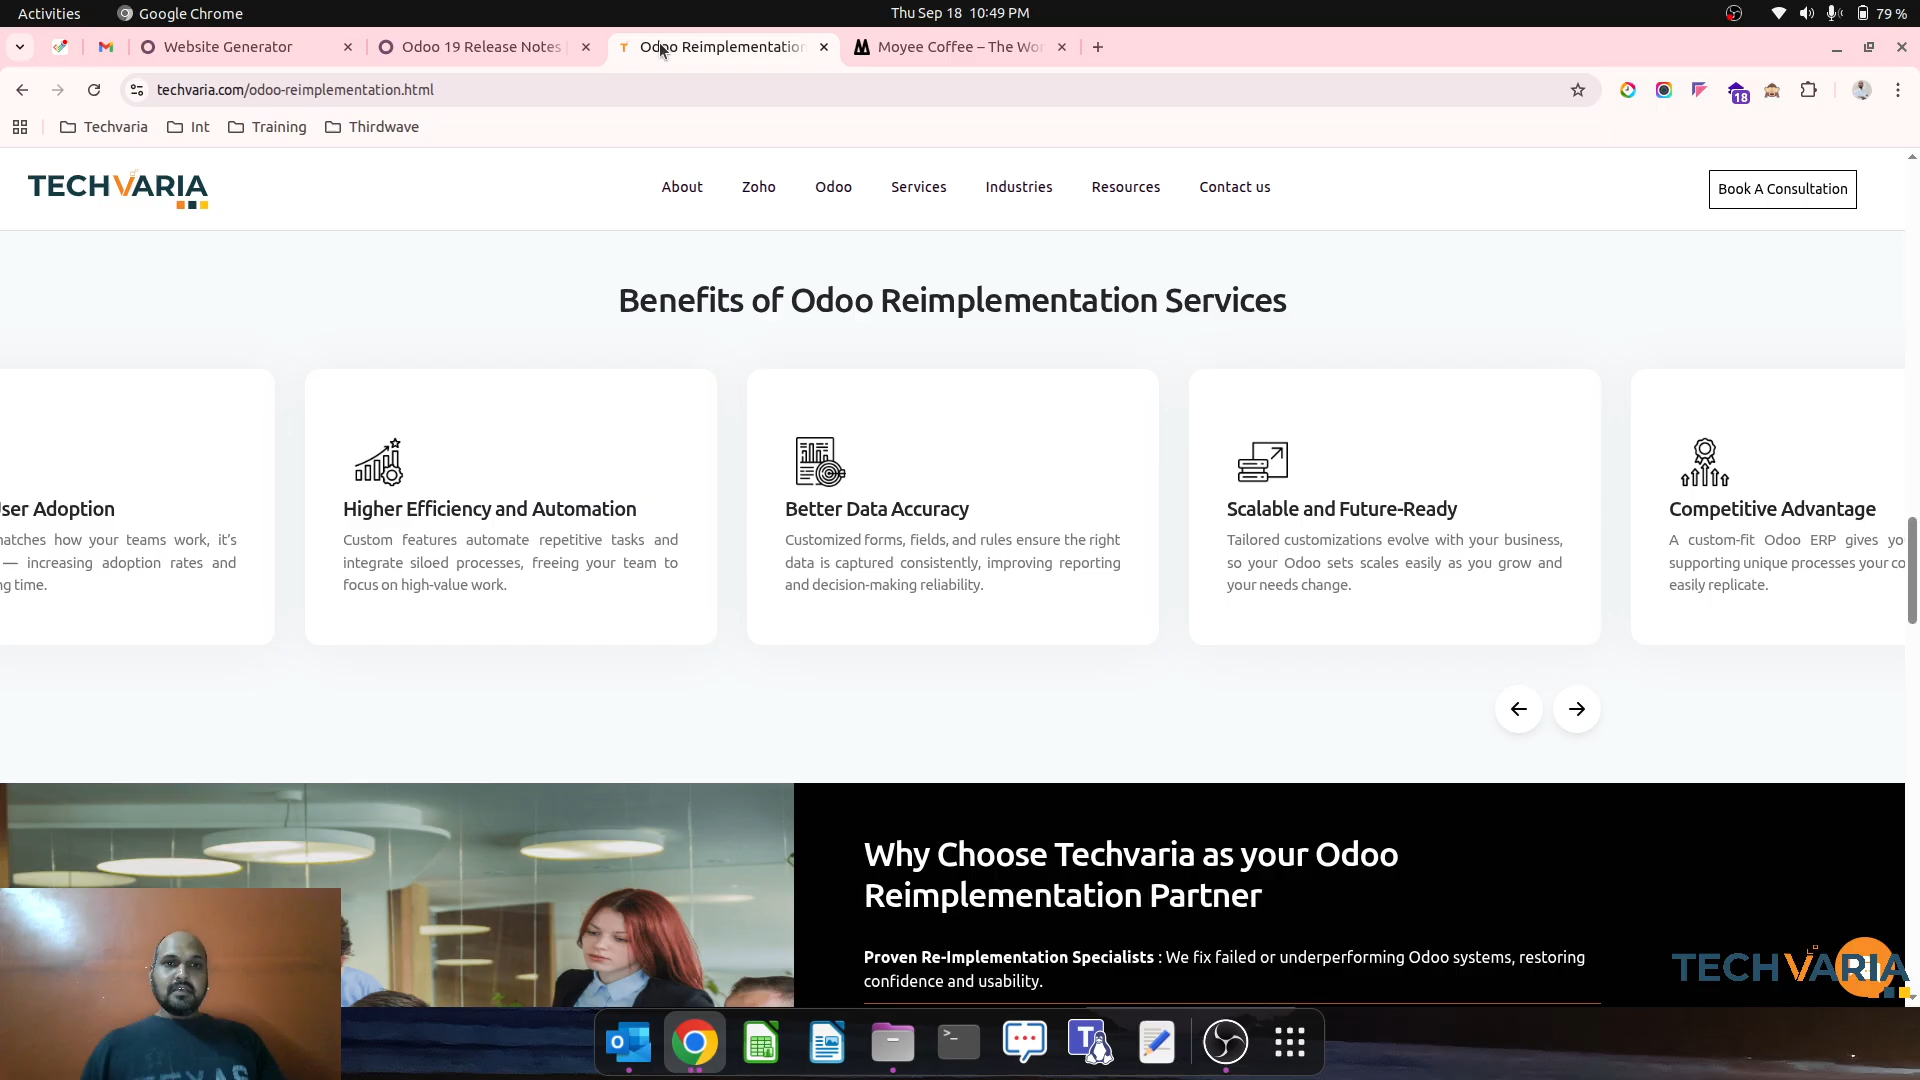 Activities
Google Chrome
Thu Sep 18 10:49 PM
79 %
Website Generator
Odoo 19 Release Notes
Odoo Reimplementation
Moyee Coffee – The Wor
techvaria.com/odoo-reimplementation.html
18
Techvaria
Int
Training
Thirdwave
TECHVARIA
About
Zoho
Odoo
Services
Industries
Resources
Contact us
Book A Consultation
Benefits of Odoo Reimplementation Services
ser Adoption
natches how your teams work, it's
— increasing adoption rates and
g time.
Higher Efficiency and Automation
Custom features automate repetitive tasks and
integrate siloed processes, freeing your team to
focus on high-value work.
Better Data Accuracy
Customized forms, fields, and rules ensure the right
data is captured consistently, improving reporting
and decision-making reliability.
Scalable and Future-Ready
Tailored customizations evolve with your business,
so your Odoo sets scales easily as you grow and
your needs change.
Competitive Advantage
A custom-fit Odoo ERP gives yo
supporting unique processes your co
easily replicate.
Why Choose Techvaria as your Odoo
Reimplementation Partner
Proven Re-Implementation Specialists : We fix failed or underperforming Odoo systems, restoring
confidence and usability.
TECHVARIA
TEXAS